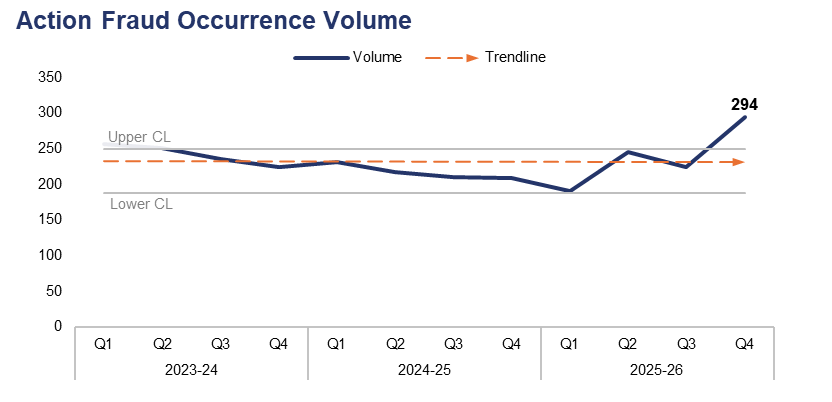 Action Fraud Occurrence Volume
Volume Trendline
350
300
250
200
150
100
50
0
294
Upper CL
Lower CL
Q1 Q2 Q3 Q4 Q1 Q2 Q3 Q4 Q1 Q2 Q3 Q4
2023-24 2024-25 2025-26